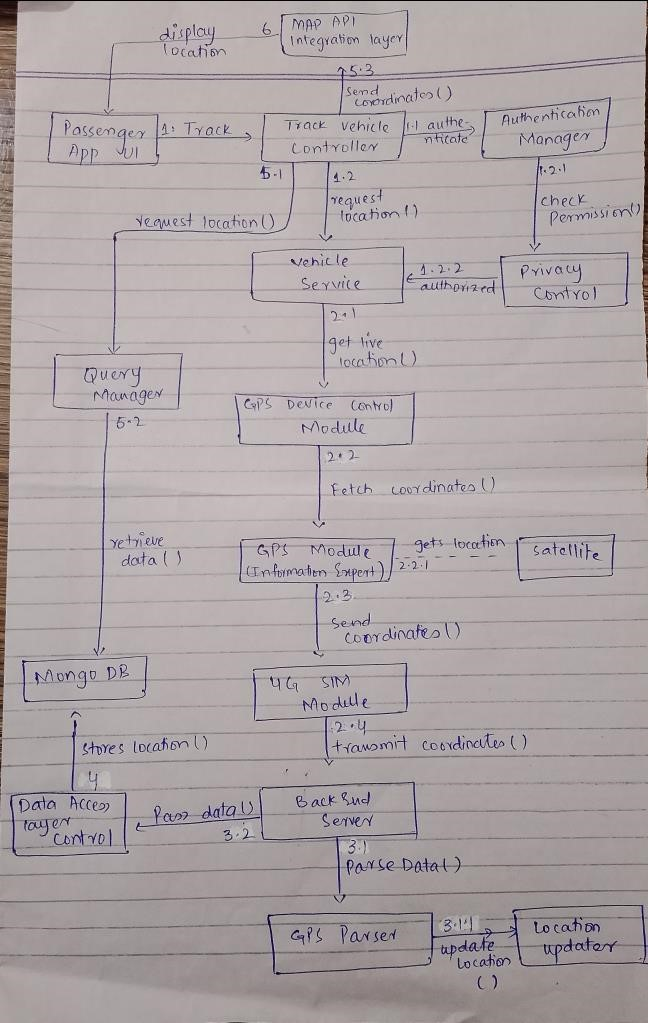 display
location
6
MAP API
Integration layer
5.3
send
coordinates()
Passenger
App UI
1: Track
Track vehicle
Controller
1.1 authe-
nticate
Authentication
Manager
5.1
1.2
request
location()
1.2.1
check
Permission()
request location()
vehicle
Service
1.2.2
authorized
Privacy
Control
2.1
get live
location()
Query
Manager
5.2
GPS Device Control
Module
2.2
Fetch coordinates()
retrieve
data()
GPS Module
(Information Expert)
gets location
2.2.1
satellite
2.3
Send
coordinates()
Mongo DB
4G SIM
Module
2.4
transmit coordinates()
stores location()
4
Data Access
layer
control
Pass data()
3.2
BackEnd
Server
3.1
Parse Data()
GPS Parser
3.1.1
update
location
()
Location
updater